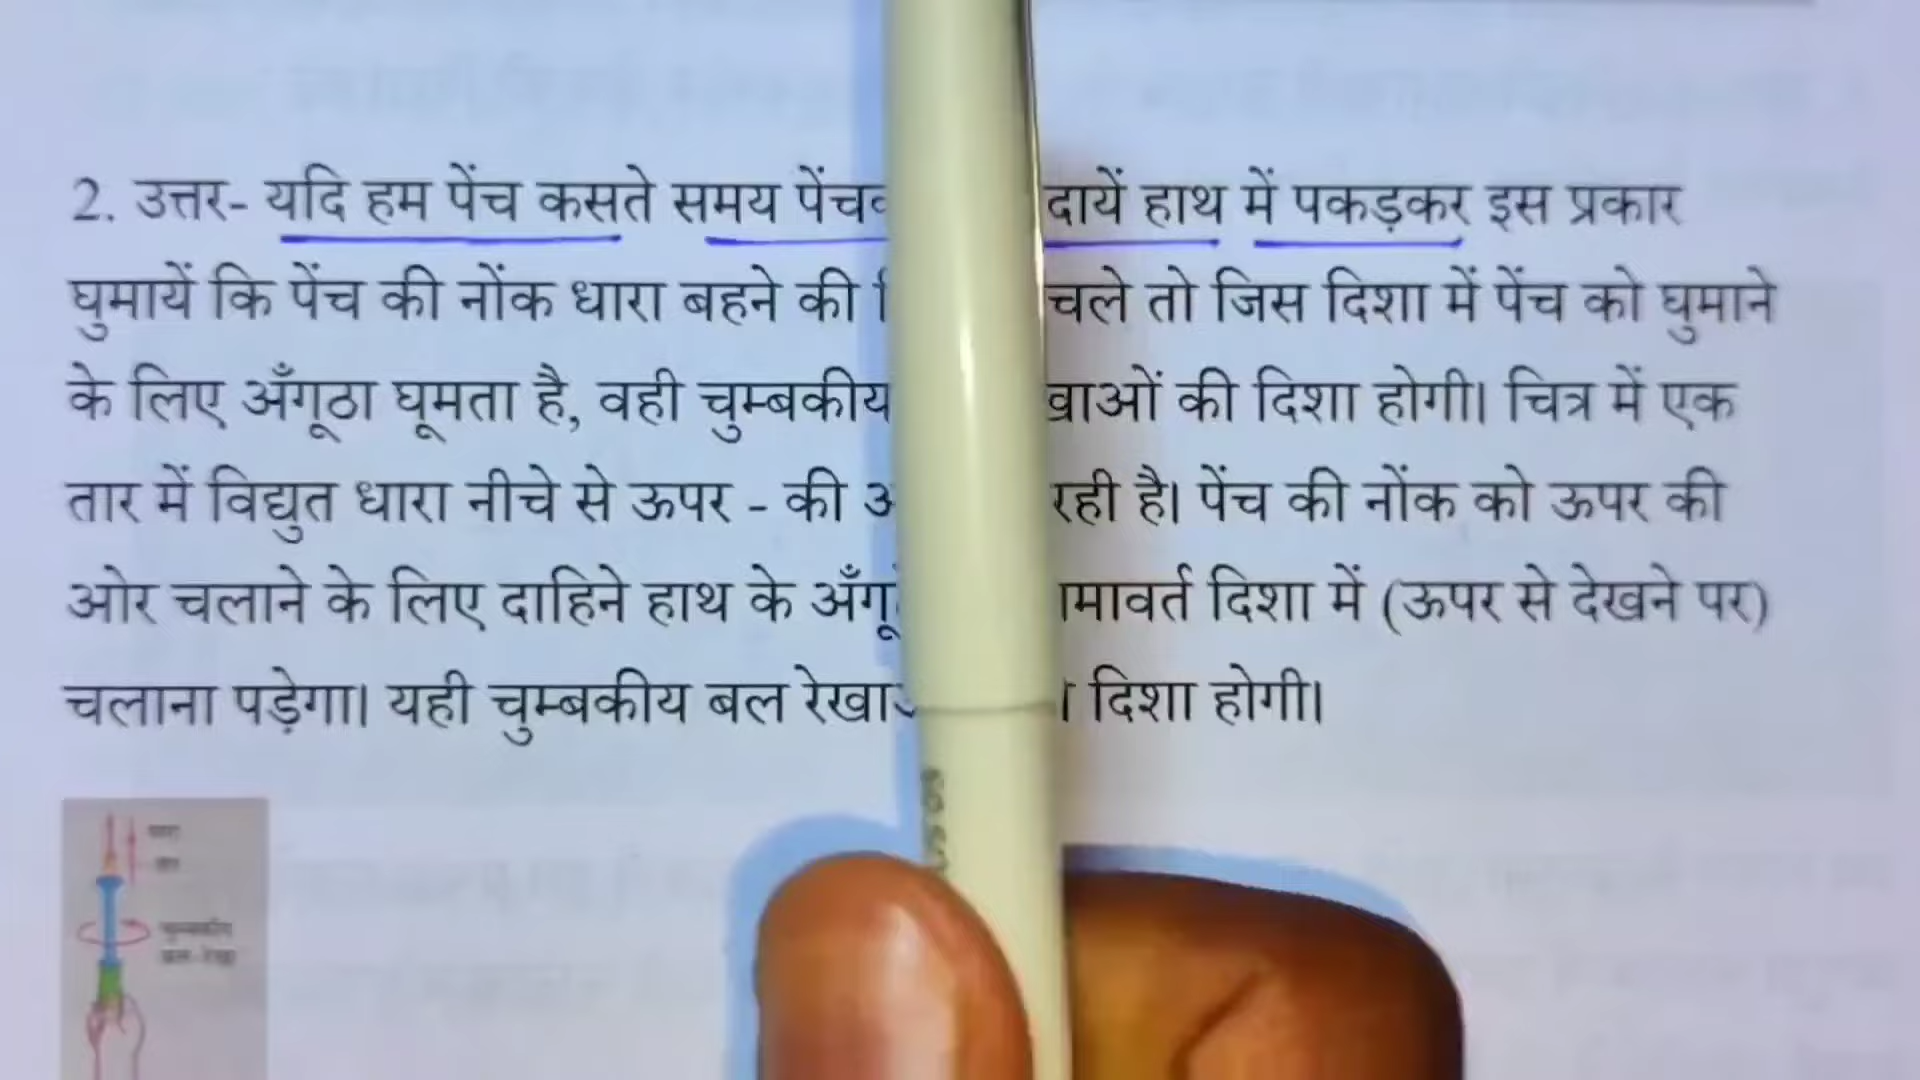 2. उत्तर- यदि हम पेंच कसते समय दायें हाथ में पकड़कर इस प्रकार
घुमायें कि पेंच की नोंक धारा बहने की चले तो जिस दिशा में पेंच को घुमाने
के लिए अँगूठा घूमता है, वही चुम्बकीय की दिशा होगी। चित्र में एक
तार में विद्युत धारा नीचे से ऊपर - की रही है। पेंच की नोंक को ऊपर की
ओर चलाने के लिए दाहिने हाथ के दिशा में (ऊपर से देखने पर)
चलाना पड़ेगा। यही चुम्बकीय बल दिशा होगी।